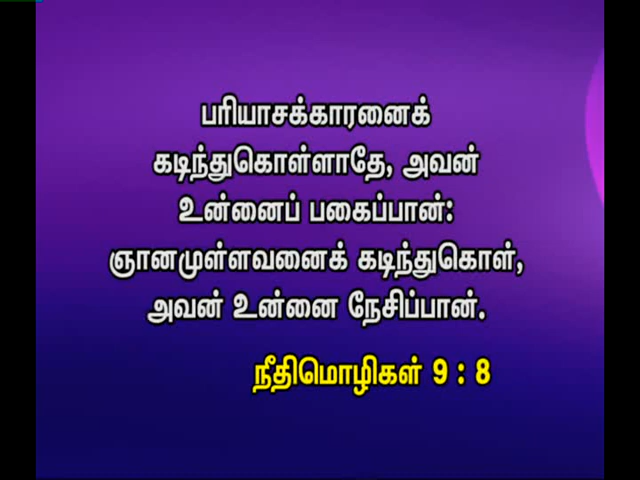 பரியாசக்காரனைக்
கடிந்துகொள்ளாதே, அவன்
உன்னைப் பகைப்பான்:
ஞானமுள்ளவனைக் கடிந்துகொள்,
அவன் உன்னை நேசிப்பான்.
நீதிமொழிகள் 9 : 8